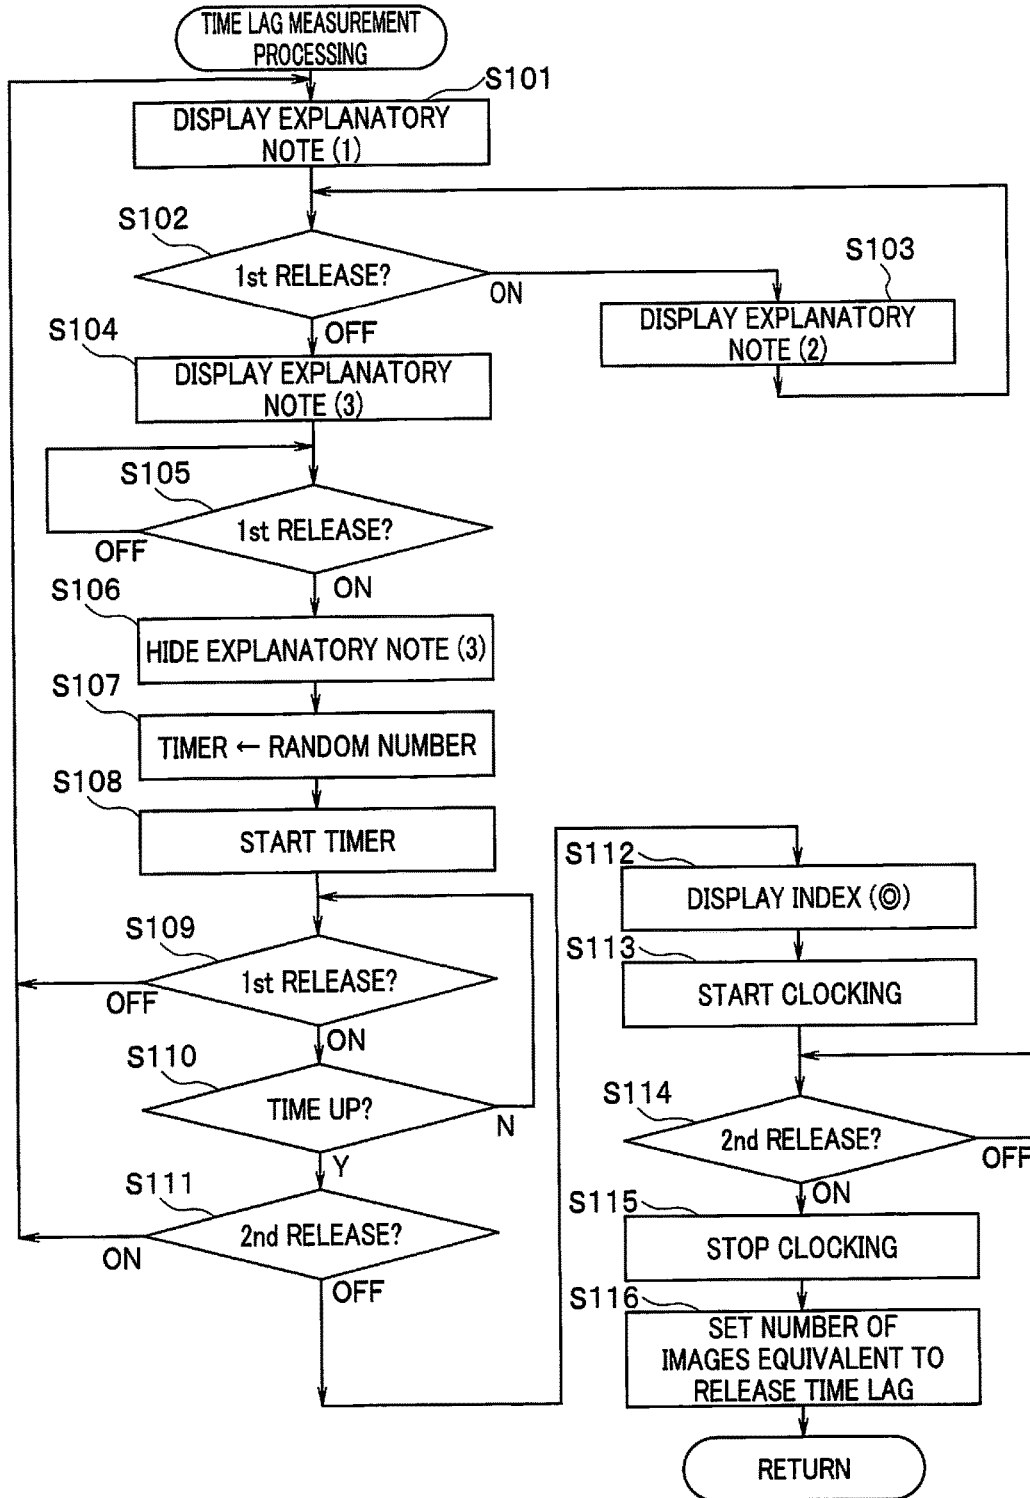 TIME LAG MEASUREMENT
PROCESSING
S101
DISPLAY EXPLANATORY
NOTE (1)
S102
1st RELEASE?
ON
OFF
S103
DISPLAY EXPLANATORY
NOTE (2)
S104
DISPLAY EXPLANATORY
NOTE (3)
S105
1st RELEASE?
OFF
ON
S106
HIDE EXPLANATORY NOTE (3)
S107
TIMER ← RANDOM NUMBER
S108
START TIMER
S109
1st RELEASE?
OFF
ON
S110
TIME UP?
N
Y
S111
2nd RELEASE?
ON
OFF
S112
DISPLAY INDEX (◎)
S113
START CLOCKING
S114
2nd RELEASE?
OFF
ON
S115
STOP CLOCKING
S116
SET NUMBER OF
IMAGES EQUIVALENT TO
RELEASE TIME LAG
RETURN